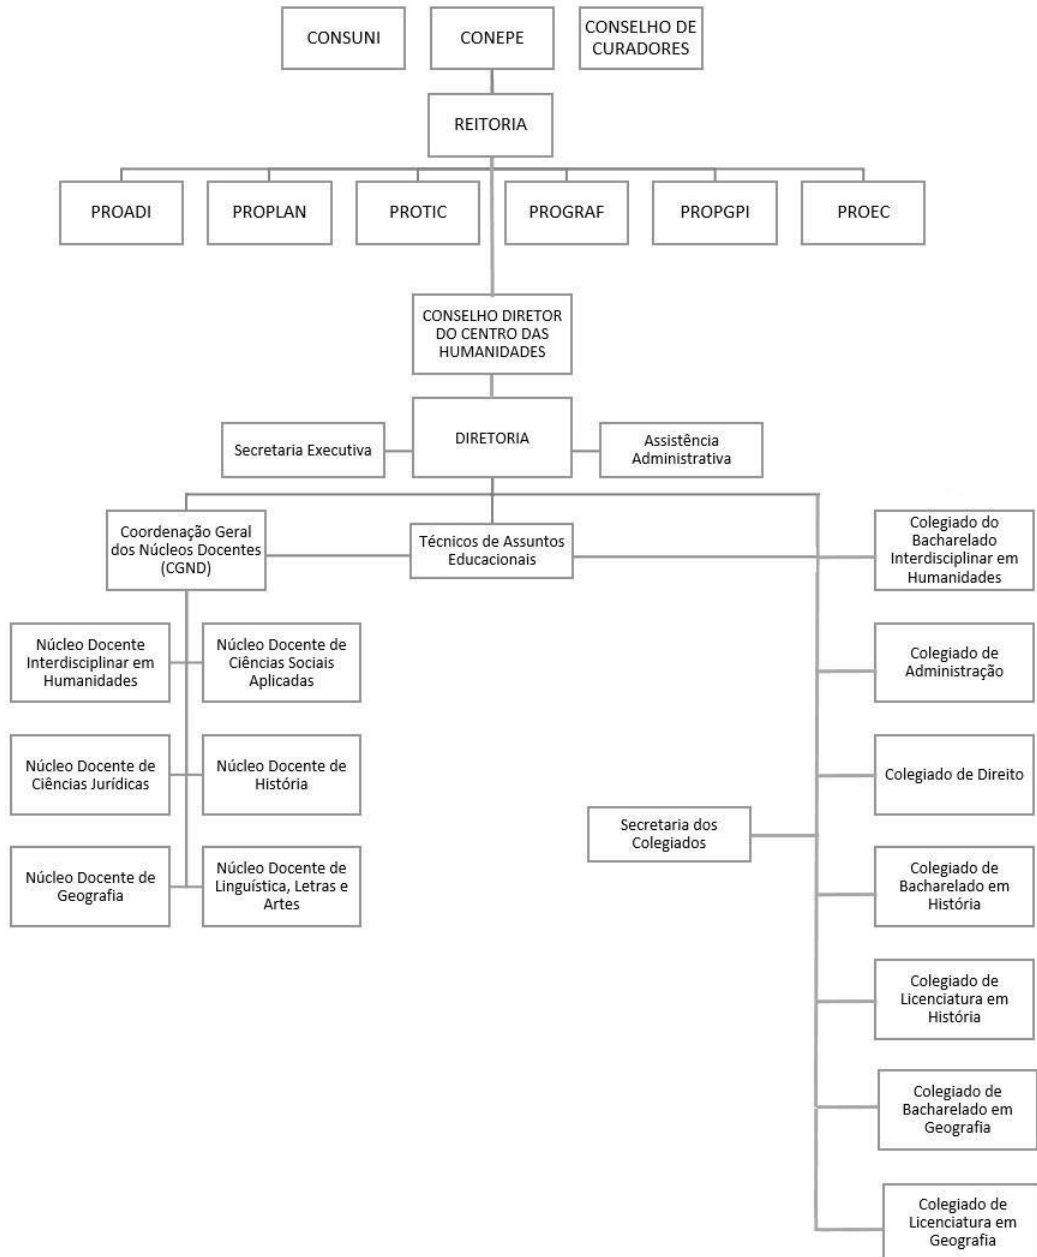 CONSUNI
CONEPE
CONSELHO DE
CURADORES
REITORIA
PROADI
PROPLAN
PROTIC
PROGRAF
PROPGPI
PROEC
CONSELHO DIRETOR
DO CENTRO DAS
HUMANIDADES
DIRETORIA
Secretaria Executiva
Assistência
Administrativa
Coordenação Geral
dos Núcleos Docentes
(CGND)
Técnicos de Assuntos
Educacionais
Colegiado do
Bacharelado
Interdisciplinar em
Humanidades
Núcleo Docente
Interdisciplinar em
Humanidades
Núcleo Docente de
Ciências Sociais
Aplicadas
Colegiado de
Administração
Núcleo Docente de
Ciências Jurídicas
Núcleo Docente de
História
Colegiado de Direito
Secretaria dos
Colegiados
Núcleo Docente de
Geografia
Núcleo Docente de
Linguística, Letras e
Artes
Colegiado de
Bacharelado em
História
Colegiado de
Licenciatura em
História
Colegiado de
Bacharelado em
Geografia
Colegiado de
Licenciatura em
Geografia